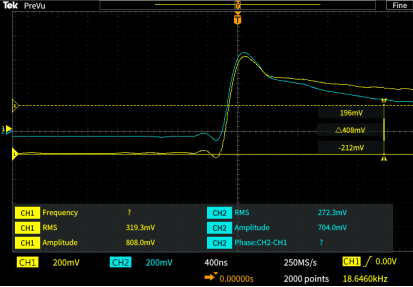 Tek PreVu Fine
196mV
△408mV
-212mV
CH1 Frequency ? CH2 RMS 272.3mV
CH1 RMS 319.3mV CH2 Amplitude 704.0mV
CH1 Amplitude 808.0mV CH2 Phase:CH2-CH1 ?
CH1 200mV CH2 200mV 400ns 250MS/s CH1 0.00V
0.00000s 2000 points 18.6460kHz